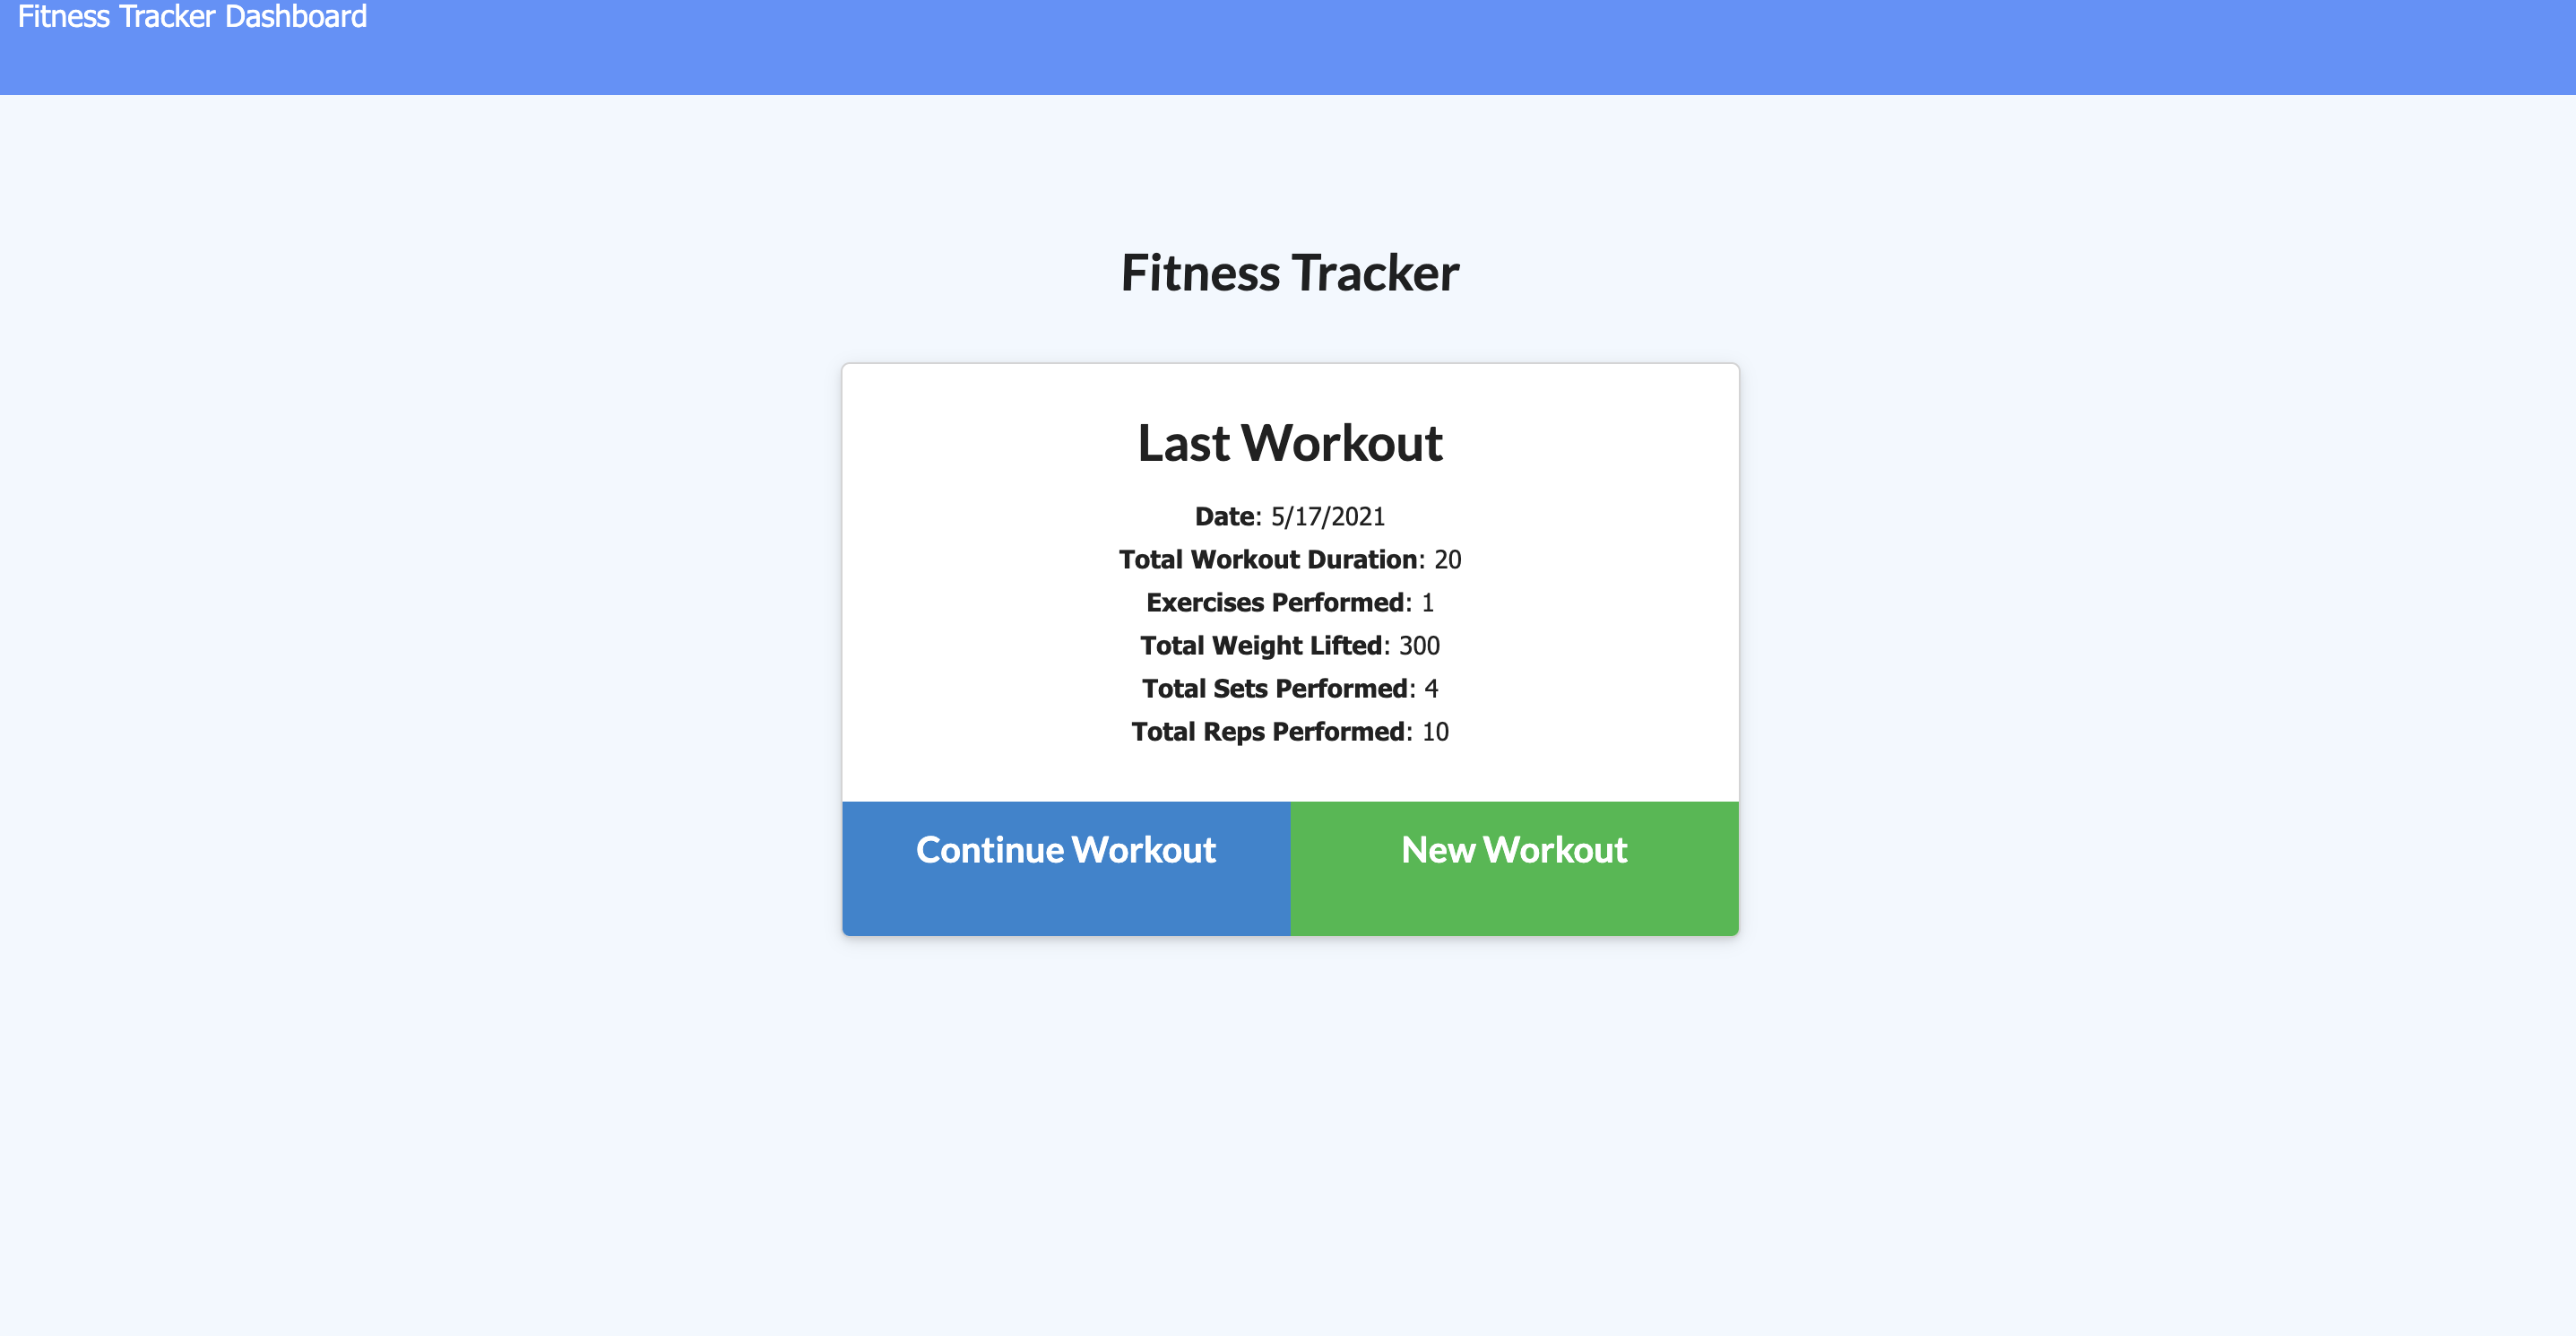 Fitness Tracker Dashboard
Fitness Tracker
Last Workout
Date: 5/17/2021
Total Workout Duration: 20
Exercises Performed: 1
Total Weight Lifted: 300
Total Sets Performed: 4
Total Reps Performed: 10
Continue Workout New Workout